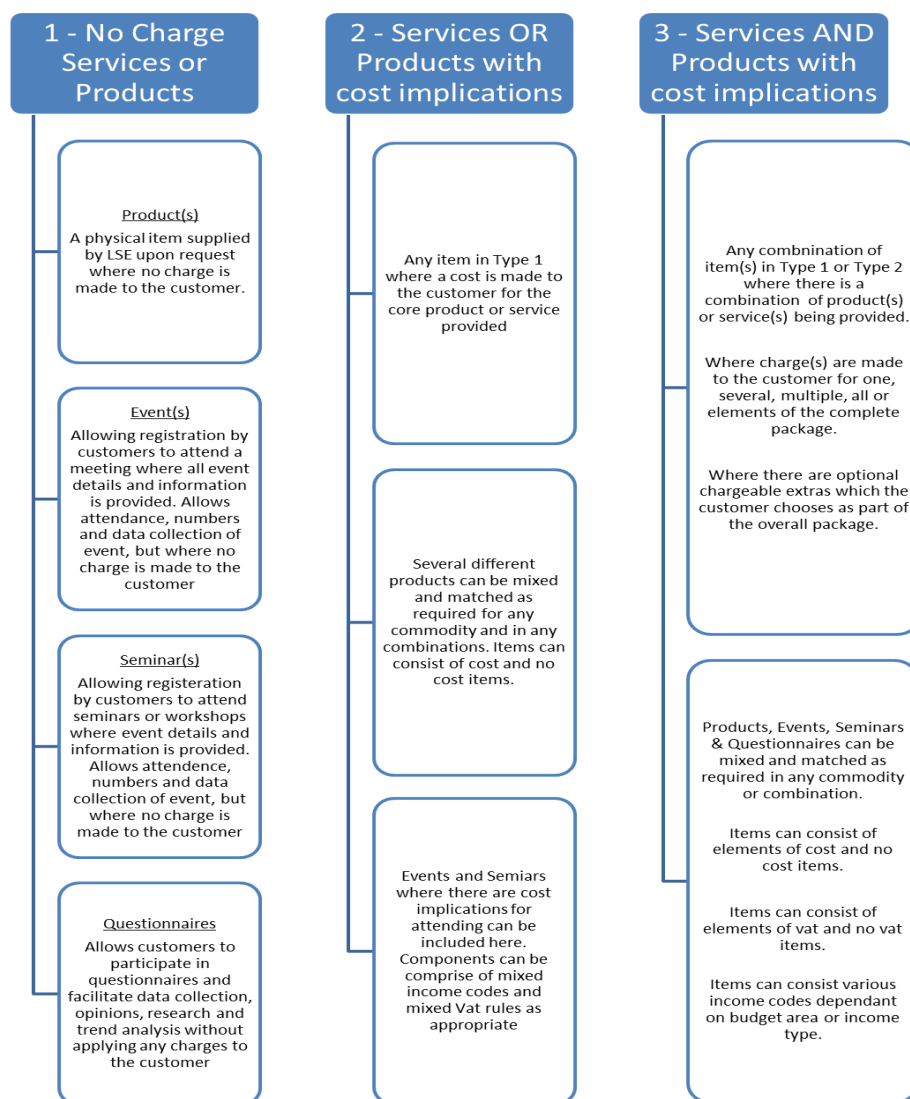 1 - No Charge
Services or
Products
Product(s)
A physical item supplied
by LSE upon request
where no charge is
made to the customer.
Event(s)
Allowing registration by
customers to attend a
meeting where all event
details and information
is provided. Allows
attendance, numbers
and data collection of
event, but where no
charge is made to the
customer
Seminar(s)
Allowing registeration
by customers to attend
seminars or workshops
where event details and
information is provided.
Allows attendence,
numbers and data
collection of event, but
where no charge is
made to the customer
Questionnaires
Allows customers to
participate in
questionnaires and
facilitate data collection,
opinions, research and
trend analysis without
applying any charges to
the customer
2 - Services OR
Products with
cost implications
Any item in Type 1
where a cost is made to
the customer for the
core product or service
provided
Several different
products can be mixed
and matched as
required for any
commodity and in any
combinations. Items can
consist of cost and no
cost items.
Events and Semiars
where there are cost
implications for
attending can be
included here.
Components can be
comprise of mixed
income codes and
mixed Vat rules as
appropriate
3 - Services AND
Products with
cost implications
Any combnination of
item(s) in Type 1 or Type 2
where there is a
combination of product(s)
or service(s) being provided.
Where charge(s) are made
to the customer for one,
several, multiple, all or
elements of the complete
package.
Where there are optional
chargeable extras which the
customer chooses as part of
the overall package.
Products, Events, Seminars
& Questionnaires can be
mixed and matched as
required in any commodity
or combination.
Items can consist of
elements of cost and no
cost items.
Items can consist of
elements of vat and no vat
items.
Items can consist various
income codes dependant
on budget area or income
type.